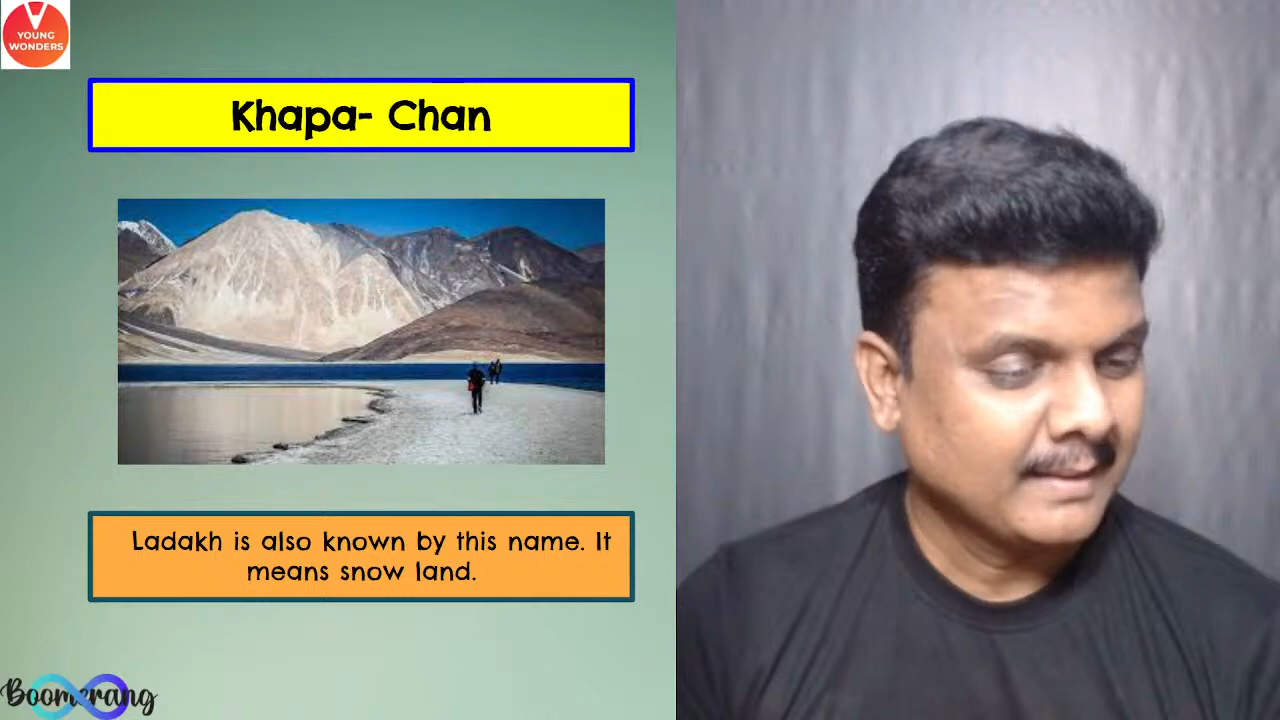 YOUNG
WONDERS
Khapa- Chan
Ladakh is also known by this name. It
means snow land.
Boomerang